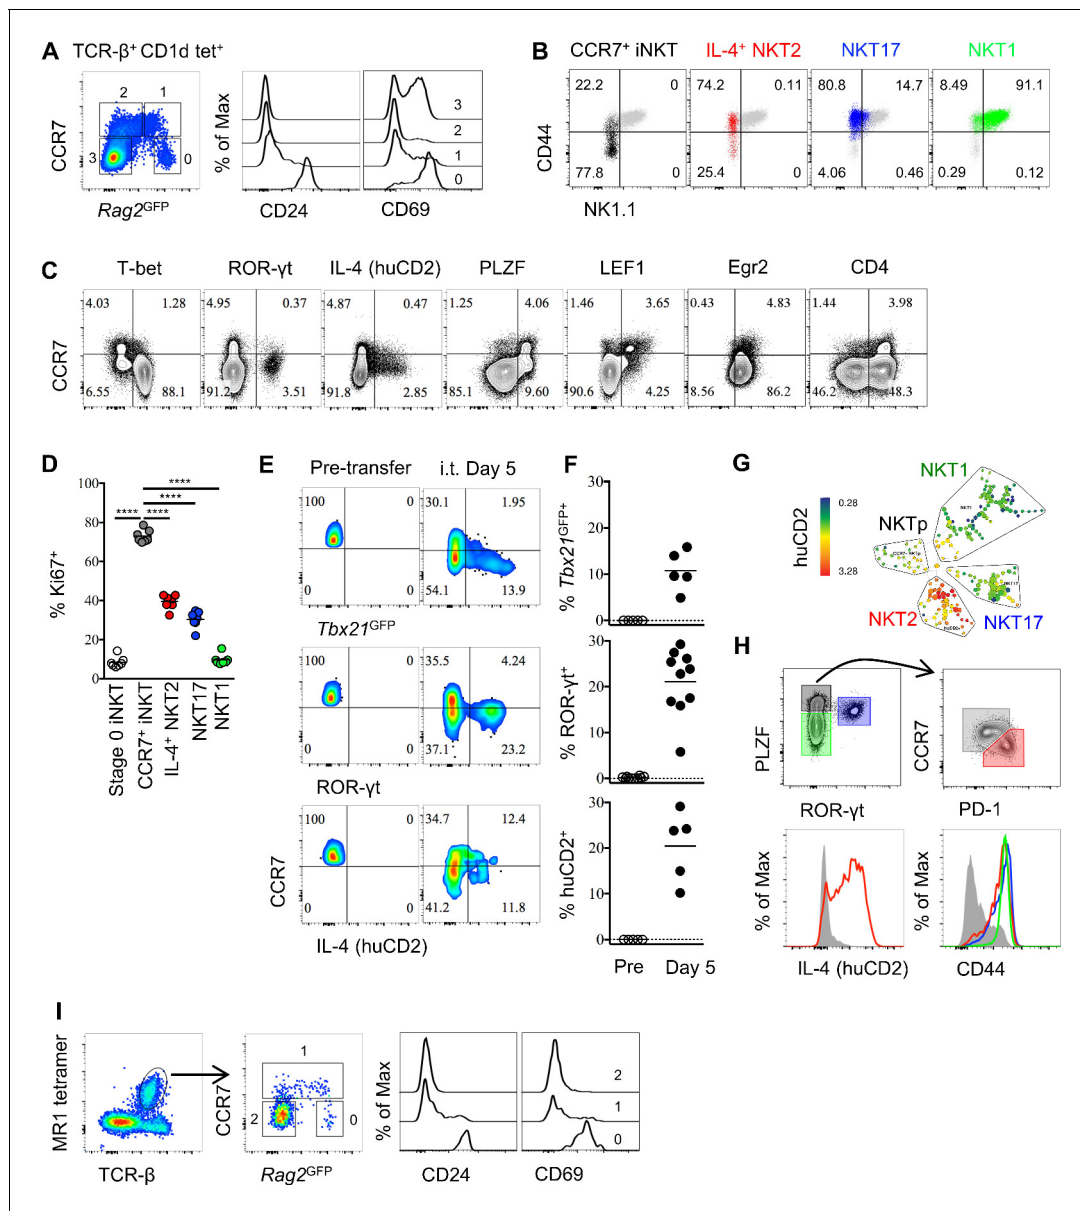 A TCR-β⁺ CD1d tet⁺
CCR7
2
1
3
0
Rag2ᴳFP
% of Max
3
2
1
0
CD24
CD69
B
CCR7⁺ iNKT
IL-4⁺ NKT2
NKT17
NKT1
CD44
22.2 0
77.8 0
74.2 0.11
25.4 0
80.8 14.7
4.06 0.46
8.49 91.1
0.29 0.12
NK1.1
C
T-bet
ROR-γt
IL-4 (huCD2)
PLZF
LEF1
Egr2
CD4
CCR7
4.03 1.28
6.55 88.1
4.95 0.37
91.2 3.51
4.87 0.47
91.8 2.85
1.25 4.06
85.1 9.60
1.46 3.65
90.6 4.25
0.43 4.83
8.56 86.2
1.44 3.98
46.2 48.3
D
% Ki67⁺
100
80
60
40
20
0
****
****
**** ****
Stage 0 iNKT
CCR7⁺ iNKT
IL-4⁺ NKT2
NKT17
NKT1
E
Pre-transfer
i.t. Day 5
100 0
0 0
30.1 1.95
54.1 13.9
Tbx21ᴳFP
100 0
0 0
35.5 4.24
37.1 23.2
ROR-γt
100 0
0 0
34.7 12.4
41.2 11.8
CCR7
IL-4 (huCD2)
F
% Tbx21ᴳFP⁺
30
20
10
0
% ROR-γt⁺
30
20
10
0
% huCD2⁺
30
20
10
0
Pre
Day 5
G
huCD2
0.28
3.28
NKT1
NKTp
NKT2
NKT17
H
PLZF
ROR-γt
CCR7
PD-1
% of Max
IL-4 (huCD2)
% of Max
CD44
I
MR1 tetramer
TCR-β
CCR7
1
2
0
Rag2ᴳFP
% of Max
2
1
0
CD24
CD69